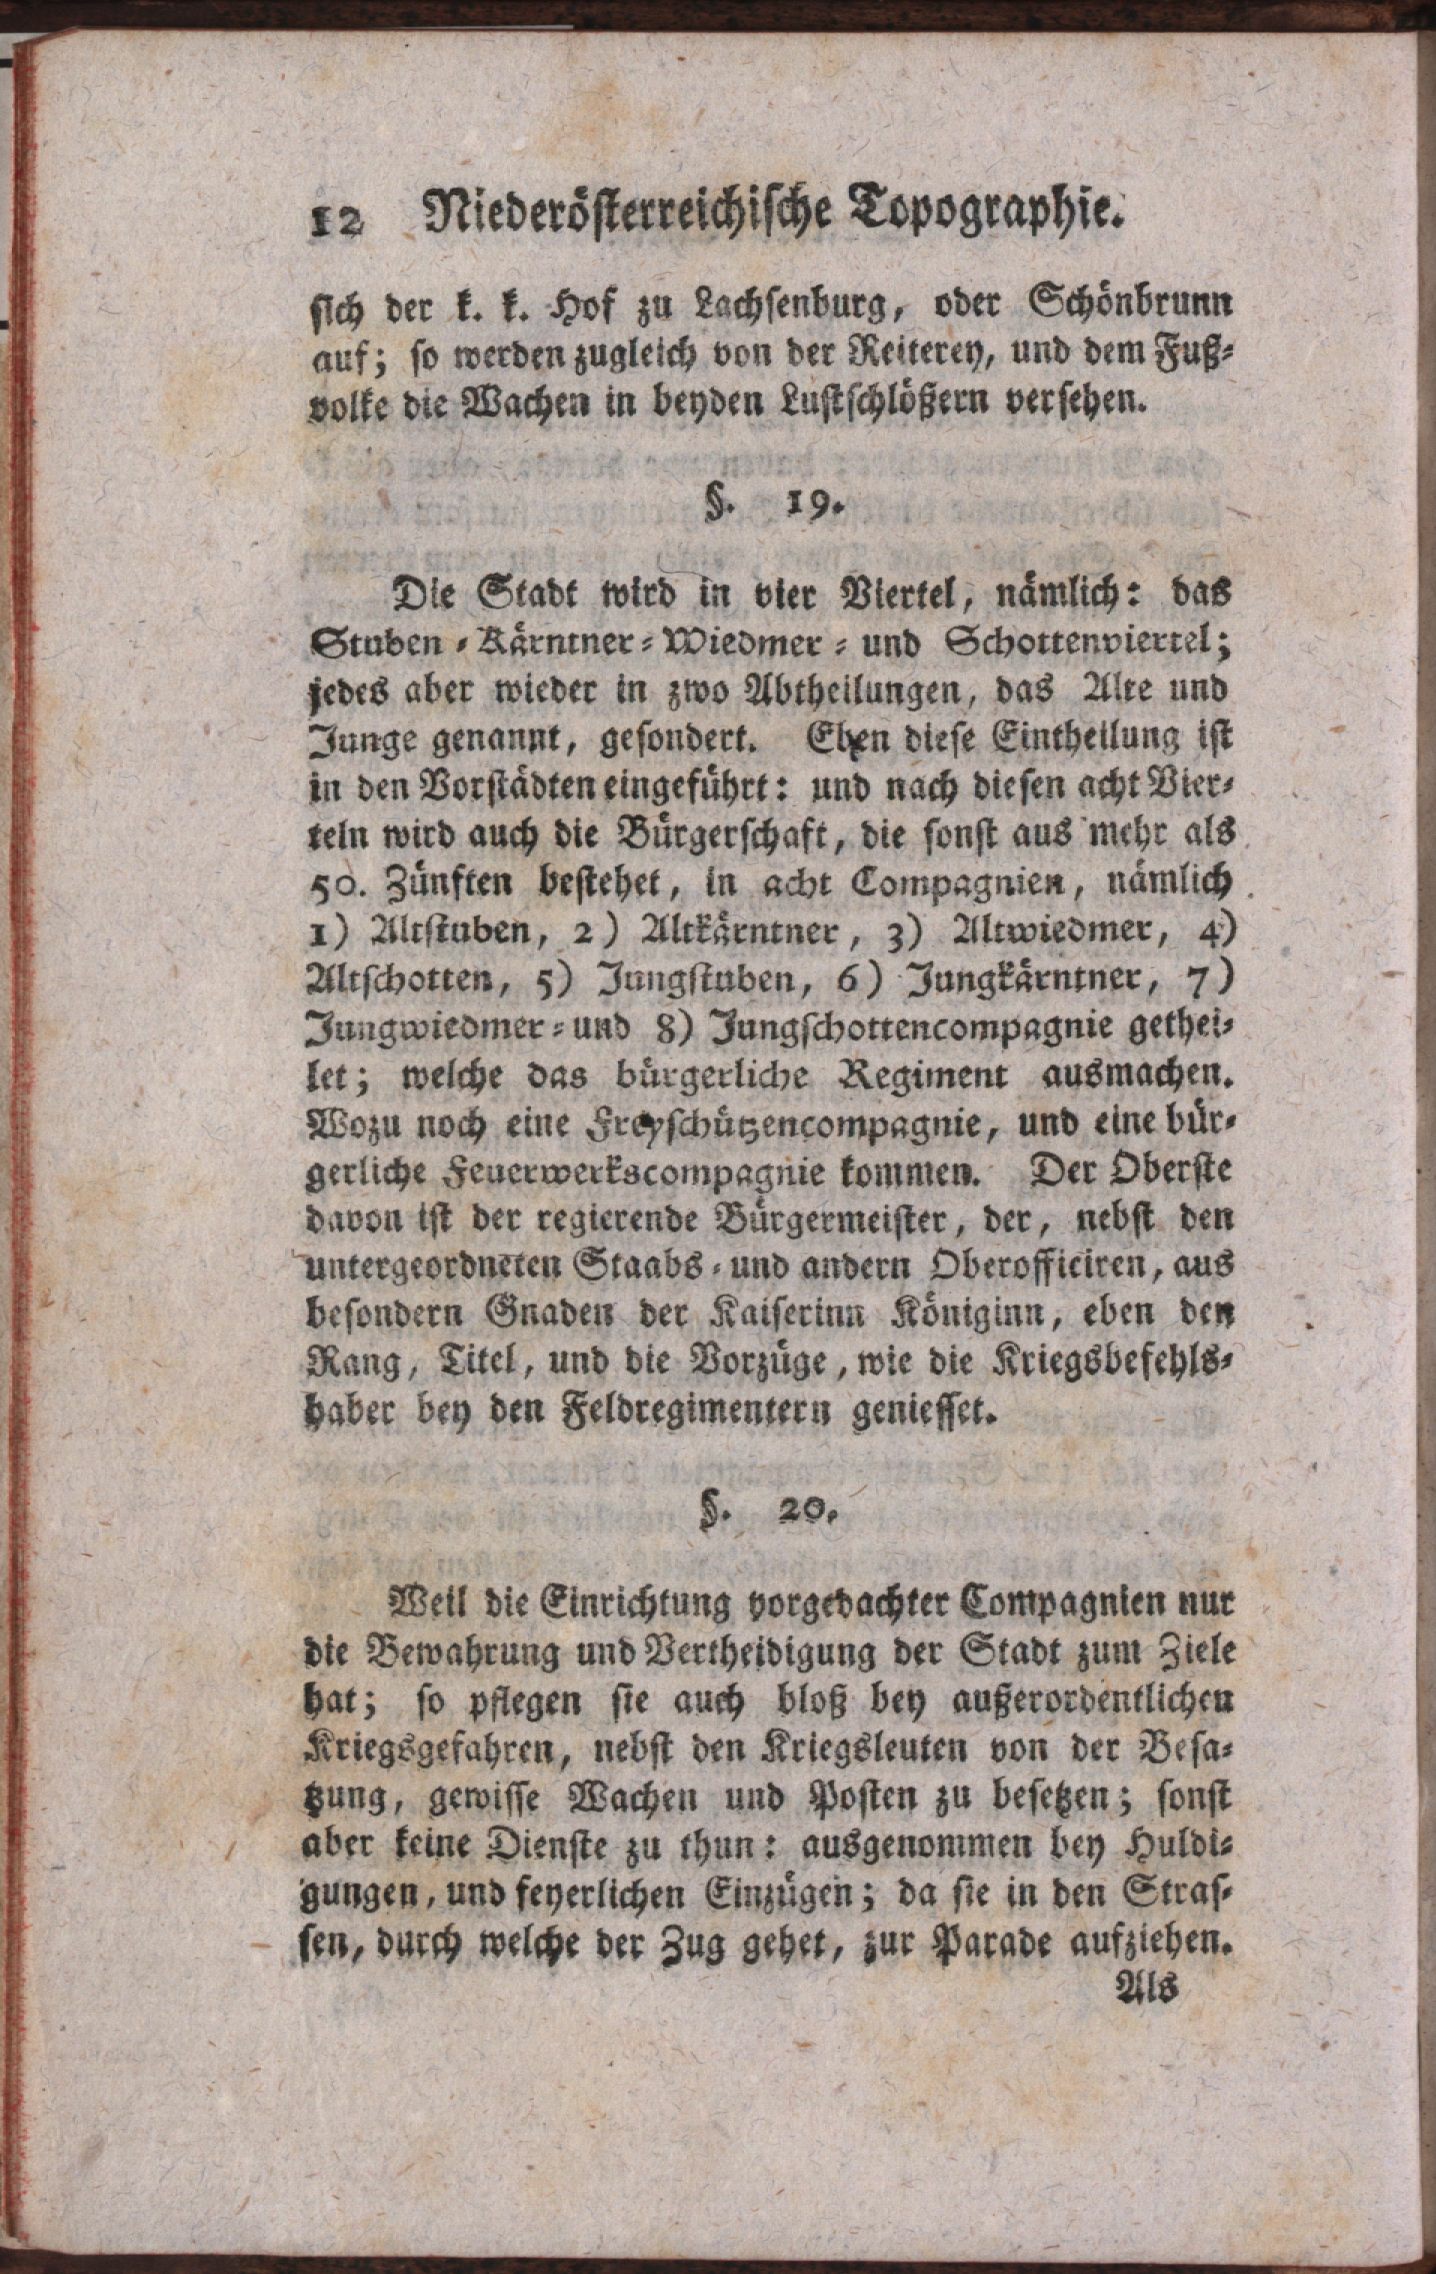 12 Niederösterreichische Topographie.
sich der k. k. Hof zu Lachsenburg, oder Schönbrunn
auf; so werden zugleich von der Reiterey, und dem Fuß-
volke die Wachen in beyden Lustschlößern versehen.
§. 19.
Die Stadt wird in vier Viertel, nämlich: das
Stuben-Kärntner-Wiedmer- und Schottenviertel;
jedes aber wieder in zwo Abtheilungen, das Alte und
Junge genannt, gesondert. Eben diese Eintheilung ist
in den Vorstädten eingeführt: und nach diesen acht Vier-
teln wird auch die Bürgerschaft, die sonst aus mehr als
50. Zünften bestehet, in acht Compagnien, nämlich
1) Altstuben, 2) Altkärntner, 3) Altwiedmer, 4)
Altschotten, 5) Jungstuben, 6) Jungkärntner, 7)
Jungwiedmer-und 8) Jungschottencompagnie gethei-
let; welche das bürgerliche Regiment ausmachen.
Wozu noch eine Freyschützencompagnie, und eine bür-
gerliche Feuerwerkscompagnie kommen. Der Oberste
davon ist der regierende Bürgermeister, der, nebst den
untergeordneten Staabs-und andern Oberofficiren, aus
besondern Gnaden der Kaiserinn Königinn, eben den
Rang, Titel, und die Vorzüge, wie die Kriegsbefehls-
haber bey den Feldregimentern geniesset.
§. 20.
Weil die Einrichtung vorgedachter Compagnien nur
die Bewahrung und Vertheidigung der Stadt zum Ziele
hat; so pflegen sie auch bloß bey außerordentlichen
Kriegsgefahren, nebst den Kriegsleuten von der Besa-
tzung, gewisse Wachen und Posten zu besetzen; sonst
aber keine Dienste zu thun: ausgenommen bey Huldi-
gungen, und feyerlichen Einzügen; da sie in den Stras-
sen, durch welche der Zug gehet, zur Parade aufziehen.
Als